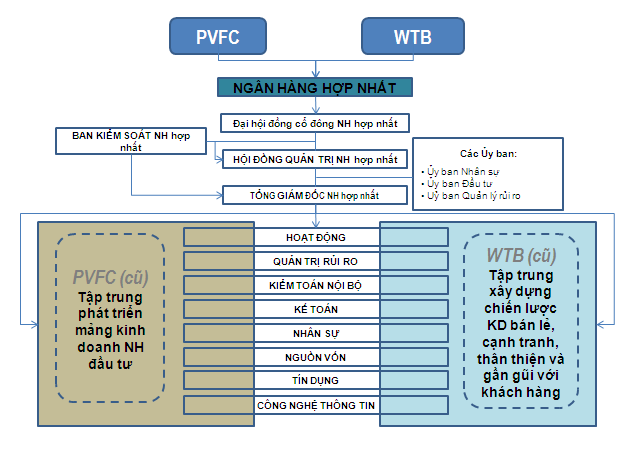 PVFC
WTB
NGÂN HÀNG HỢP NHẤT
Đại hội đồng cổ đông NH hợp nhất
BAN KIỂM SOÁT NH hợp
nhất
HỘI ĐỒNG QUẢN TRỊ NH hợp nhất
Các Ủy ban:
• Ủy ban Nhân sự
• Ủy ban Đầu tư
• Uỷ ban Quản lý rủi ro
TỔNG GIÁM ĐỐC NH hợp nhất
PVFC (cũ)
Tập trung
phát triển
mảng kinh
doanh NH
đầu tư
HOẠT ĐỘNG
QUẢN TRỊ RỦI RO
KIỂM TOÁN NỘI BỘ
KẾ TOÁN
NHÂN SỰ
NGUỒN VỐN
TÍN DỤNG
CÔNG NGHỆ THÔNG TIN
WTB (cũ)
Tập trung
xây dựng
chiến lược
KD bán lẻ,
cạnh tranh,
thân thiện và
gần gũi với
khách hàng